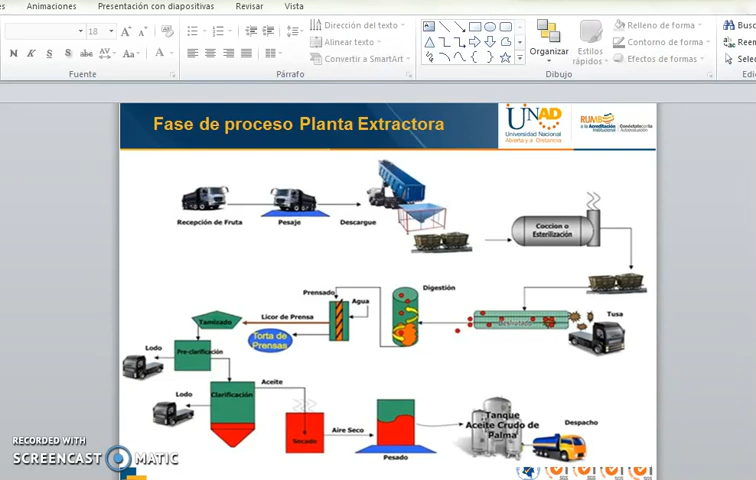 Animaciones Presentación con diapositivas Revisar Vista
18
Dirección del texto
Alinear texto
Convertir a SmartArt
Organizar
Estilos
rápidos
Relleno de forma
Contorno de forma
Efectos de formas
Fuente Párrafo Dibujo
Fase de proceso Planta Extractora
UNAD
Universidad Nacional
Abierta y a Distancia
Recepción de Fruta
Pesaje
Descargue
Coccion o
Esterilización
Digestión
Prensado
Agua
Licor de Prensa
Tamizado
Torta de
Prensas
Desfrutado
Tusa
Lodo
Pre-clarificación
Lodo
Clarificación
Aceite
Secado
Aire Seco
Pesado
Tanque
Aceite Crudo de
Palma
Despacho
RECORDED WITH
SCREENCAST MATIC